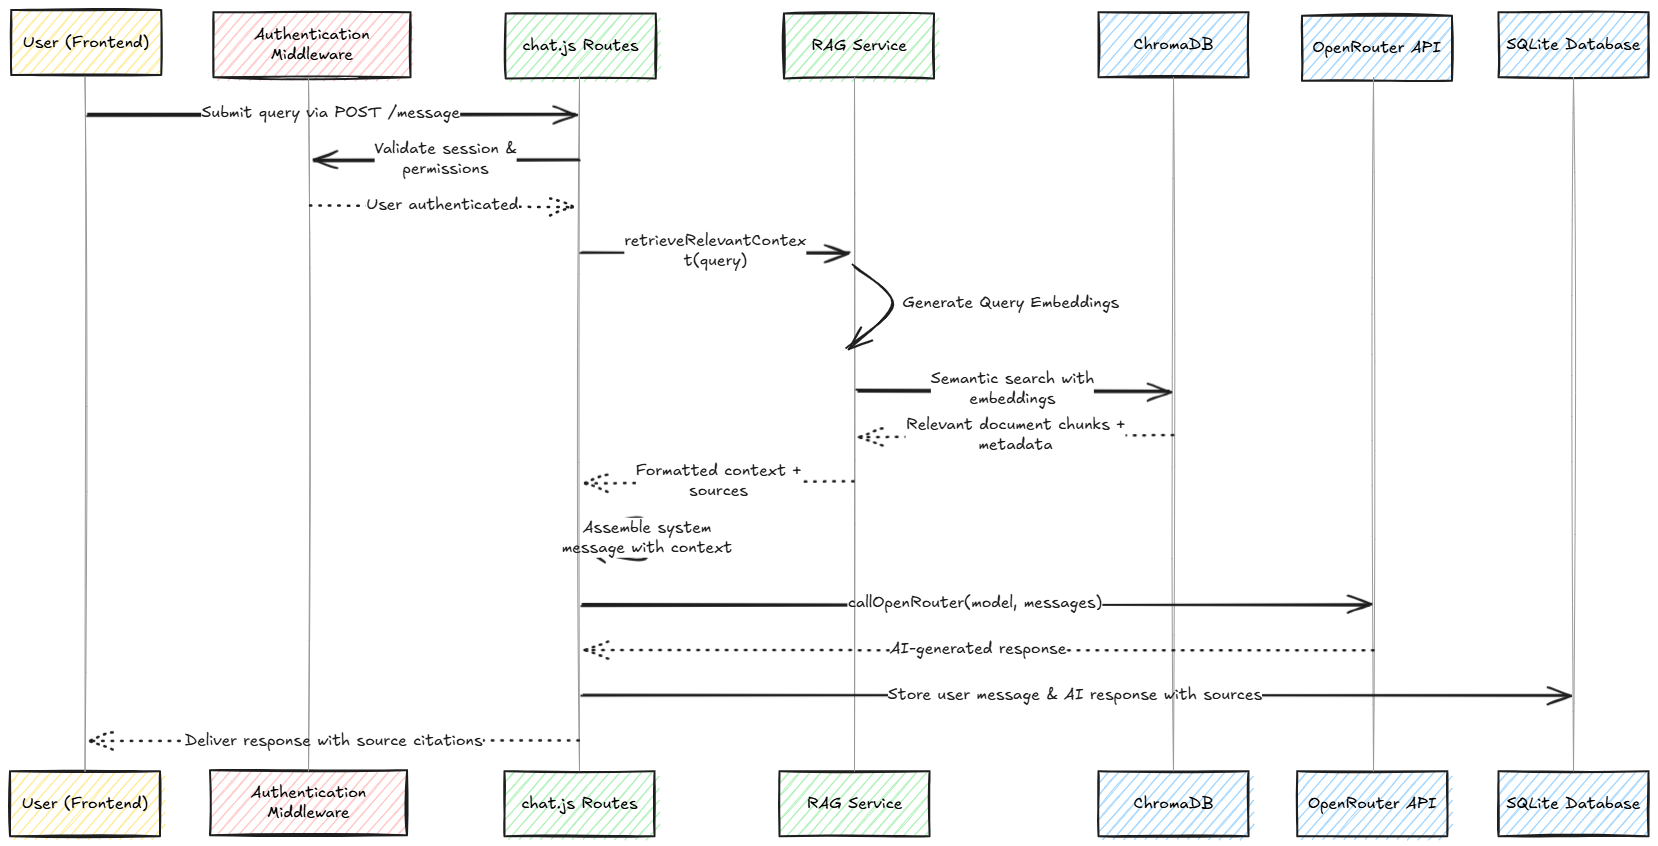 User (Frontend)
Authentication
Middleware
chat.js Routes
RAG Service
ChromaDB
OpenRouter API
SQLite Database
Submit query via POST /message
Validate session &
permissions
User authenticated
retrieveRelevantContex
t(query)
Generate Query Embeddings
Semantic search with
embeddings
Relevant document chunks +
metadata
Formatted context +
sources
Assemble system
message with context
callOpenRouter(model, messages)
AI-generated response
Store user message & AI response with sources
Deliver response with source citations
User (Frontend)
Authentication
Middleware
chat.js Routes
RAG Service
ChromaDB
OpenRouter API
SQLite Database